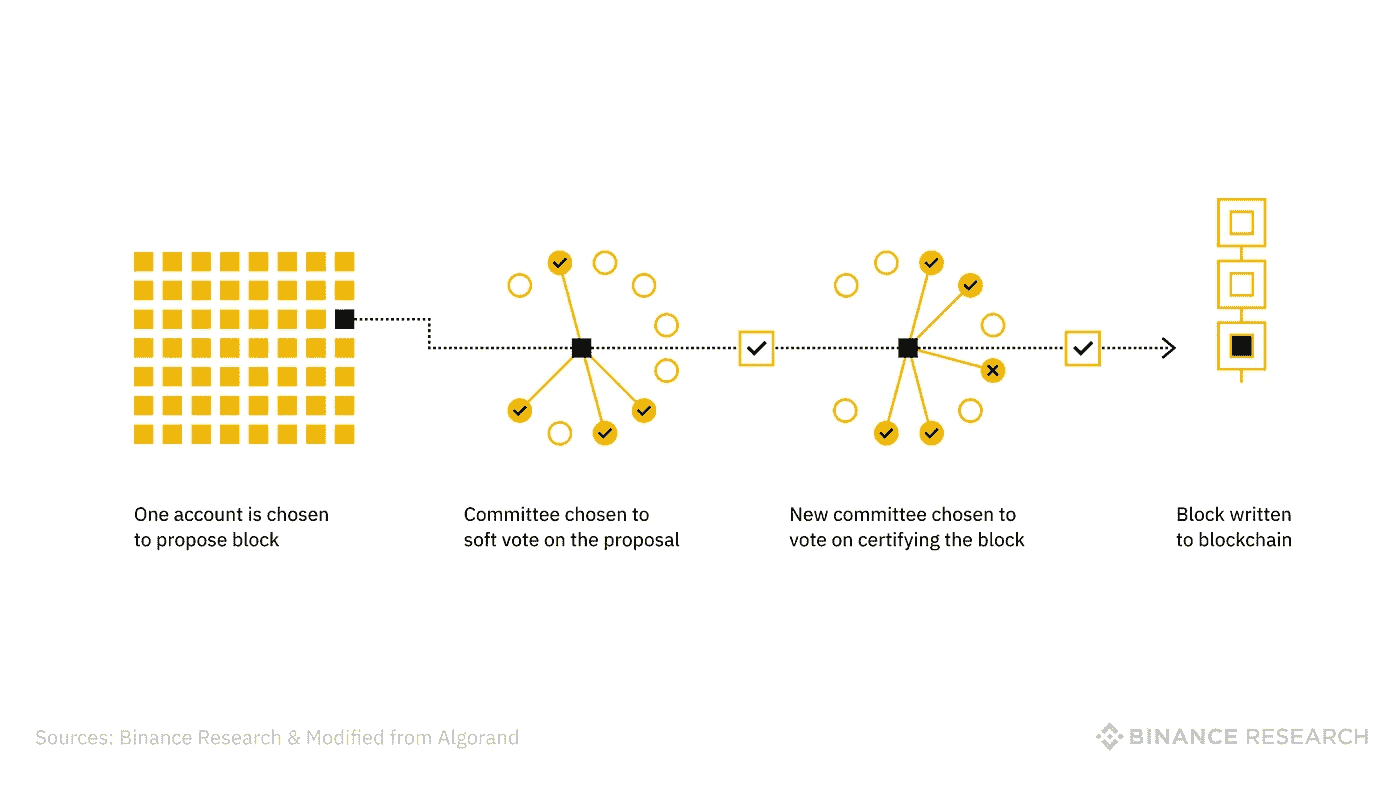 One account is chosen
to propose block
Committee chosen to
soft vote on the proposal
New committee chosen to
vote on certifying the block
Block written
to blockchain
Sources: Binance Research & Modified from Algorand
BINANCE RESEARCH